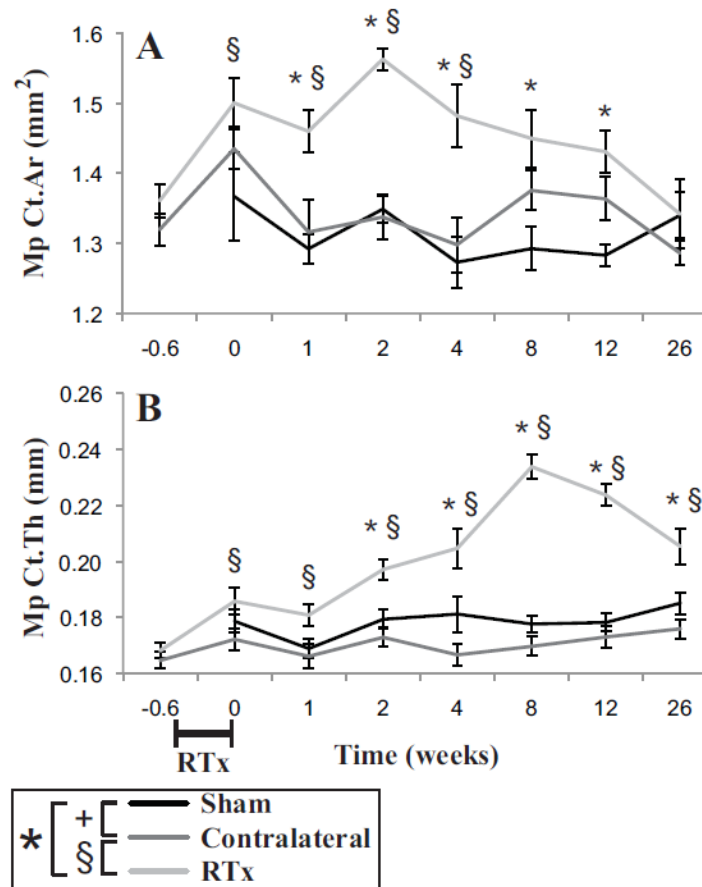 A
Mp Ct.Ar (mm²)
1.6
1.5
1.4
1.3
1.2
§
* §
* §
* §
*
*
-0.6 0 1 2 4 8 12 26
B
Mp Ct.Th (mm)
0.26
0.24
0.22
0.20
0.18
0.16
§
§
* §
* §
* §
* §
* §
-0.6 0 1 2 4 8 12 26
RTx
Time (weeks)
* + §
Sham
Contralateral
RTx